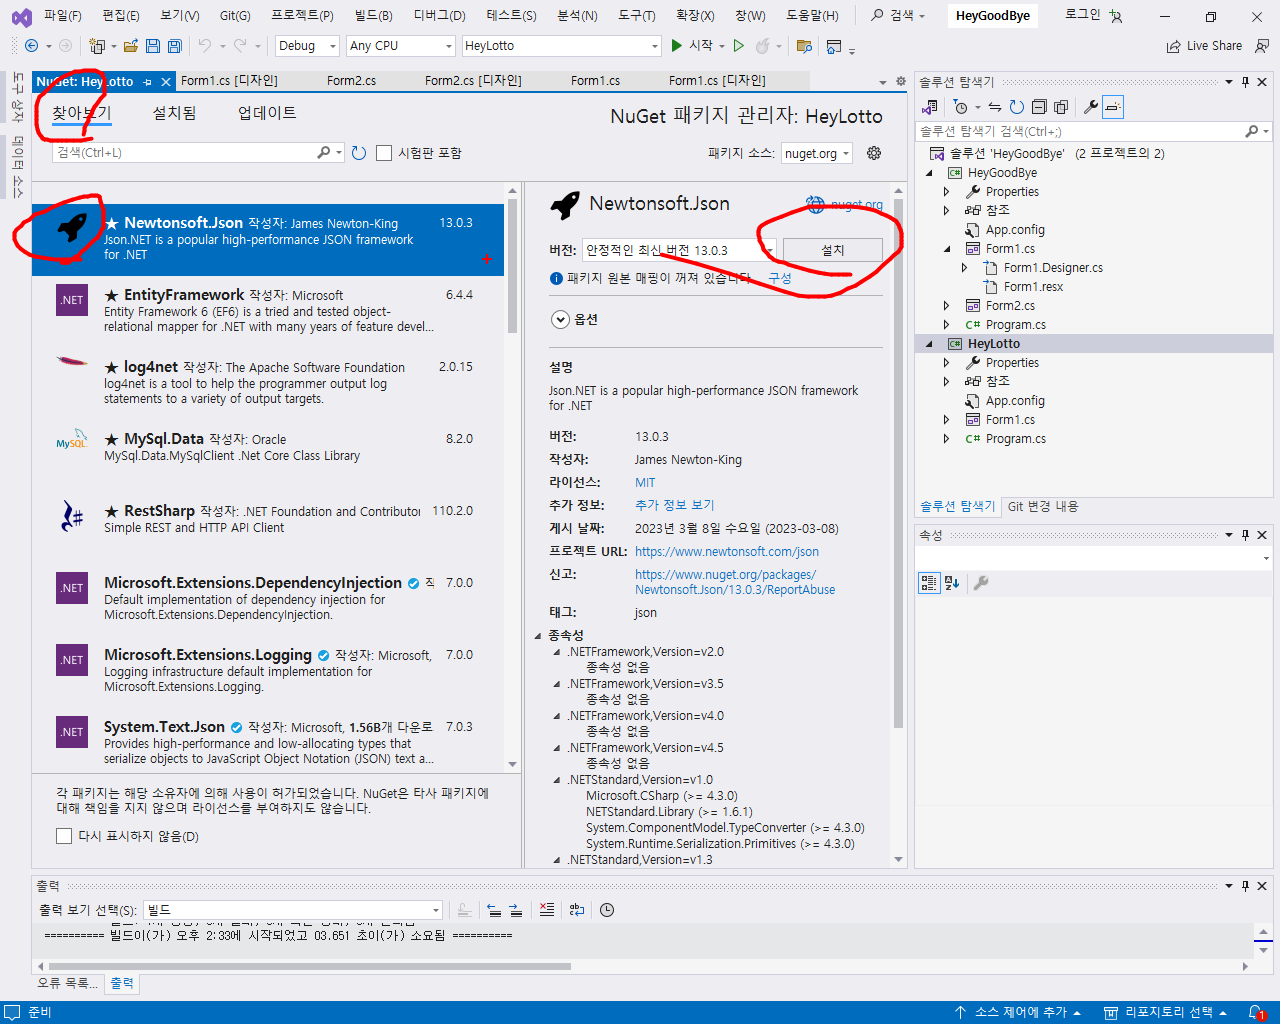 파일(F) 편집(E) 보기(V) Git(G) 프로젝트(P) 빌드(B) 디버그(D) 테스트(S) 분석(N) 도구(T) 확장(X) 창(W) 도움말(H) 검색 HeyGoodBye 로그인
Debug Any CPU HeyLotto 시작 Live Share
도구 상자
데이터 소스
NuGet: HeyLotto Form1.cs [디자인] Form2.cs Form2.cs [디자인] Form1.cs Form1.cs [디자인]
찾아보기 설치됨 업데이트
NuGet 패키지 관리자: HeyLotto
검색(Ctrl+L) 시험판 포함
패키지 소스: nuget.org
Newtonsoft.Json 작성자: James Newton-King 13.0.3
Json.NET is a popular high-performance JSON framework
for .NET
.NET
EntityFramework 작성자: Microsoft 6.4.4
Entity Framework 6 (EF6) is a tried and tested object-
relational mapper for .NET with many years of feature devel...
log4net 작성자: The Apache Software Foundation 2.0.15
log4net is a tool to help the programmer output log
statements to a variety of output targets.
MySQL
MySql.Data 작성자: Oracle 8.2.0
MySql.Data.MySqlClient .Net Core Class Library
RestSharp 작성자: .NET Foundation and Contributor 110.2.0
Simple REST and HTTP API Client
.NET
Microsoft.Extensions.DependencyInjection 7.0.0
Default implementation of dependency injection for
Microsoft.Extensions.DependencyInjection.
.NET
Microsoft.Extensions.Logging 작성자: Microsoft, 7.0.0
Logging infrastructure default implementation for
Microsoft.Extensions.Logging.
.NET
System.Text.Json 작성자: Microsoft, 1.56B개 다운로 7.0.3
Provides high-performance and low-allocating types that
serialize objects to JavaScript Object Notation (JSON) text a...
각 패키지는 해당 소유자에 의해 사용이 허가되었습니다. NuGet은 타사 패키지에
대해 책임을 지지 않으며 라이선스를 부여하지도 않습니다.
다시 표시하지 않음(D)
Newtonsoft.Json nuget.org
버전: 안정적인 최신 버전 13.0.3 설치
패키지 원본 매핑이 꺼져 있습니다. 구성
옵션
설명
Json.NET is a popular high-performance JSON framework
for .NET
버전: 13.0.3
작성자: James Newton-King
라이선스: MIT
추가 정보: 추가 정보 보기
게시 날짜: 2023년 3월 8일 수요일 (2023-03-08)
프로젝트 URL: https://www.newtonsoft.com/json
신고: https://www.nuget.org/packages/
Newtonsoft.Json/13.0.3/ReportAbuse
태그: json
종속성
.NETFramework,Version=v2.0
종속성 없음
.NETFramework,Version=v3.5
종속성 없음
.NETFramework,Version=v4.0
종속성 없음
.NETFramework,Version=v4.5
종속성 없음
.NETStandard,Version=v1.0
Microsoft.CSharp (>= 4.3.0)
NETStandard.Library (>= 1.6.1)
System.ComponentModel.TypeConverter (>= 4.3.0)
System.Runtime.Serialization.Primitives (>= 4.3.0)
.NETStandard,Version=v1.3
솔루션 탐색기
솔루션 탐색기 검색(Ctrl+;)
솔루션 'HeyGoodBye' (2 프로젝트의 2)
HeyGoodBye
Properties
참조
App.config
Form1.cs
Form1.Designer.cs
Form1.resx
Form2.cs
C# Program.cs
HeyLotto
Properties
참조
App.config
Form1.cs
C# Program.cs
솔루션 탐색기 Git 변경 내용
속성
출력
출력 보기 선택(S): 빌드
========== 빌드이(가) 오후 2:33에 시작되었고 03.651 초이(가) 소요됨 ==========
오류 목록... 출력
준비 소스 제어에 추가 리포지토리 선택 1